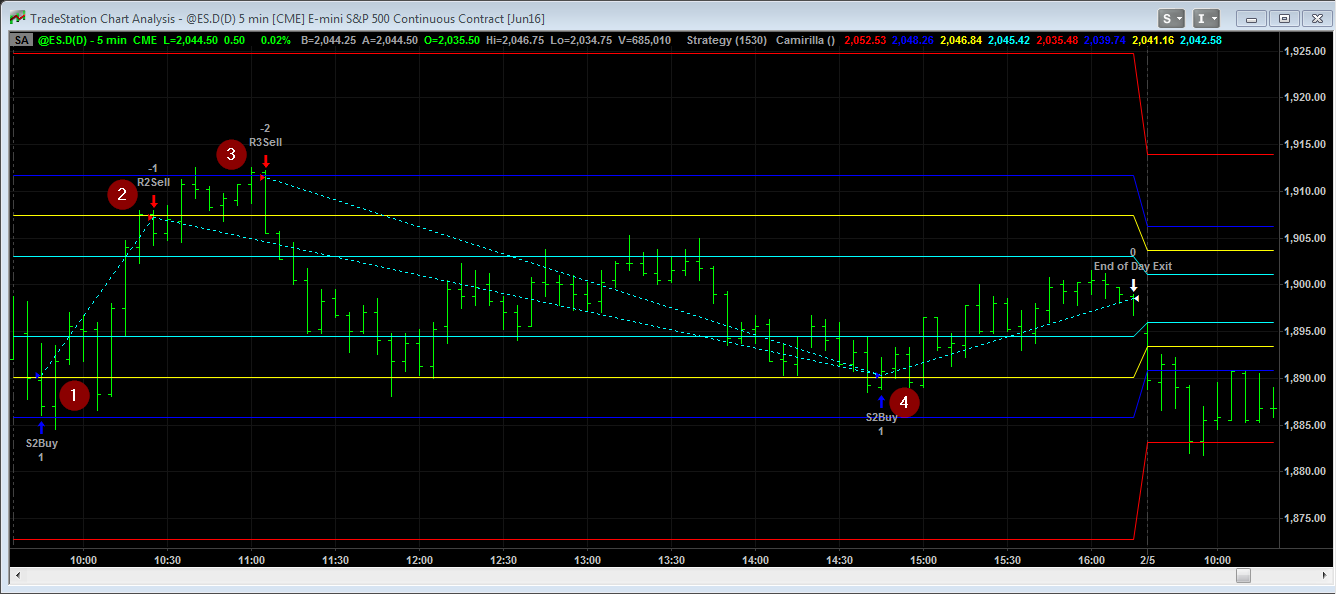 TradeStation Chart Analysis - @ES.D(D) 5 min [CME] E-mini S&P 500 Continuous Contract [Jun16]
S I
SA @ES.D(D) - 5 min CME L=2,044.50 0.50 0.02% B=2,044.25 A=2,044.50 O=2,035.50 Hi=2,046.75 Lo=2,034.75 V=685,010 Strategy (1530) Camirilla () 2,052.53 2,048.26 2,046.84 2,045.42 2,035.48 2,039.74 2,041.16 2,042.58
1,925.00
1,920.00
-2
R3Sell
3
1,915.00
-1
R2Sell
2
1,910.00
1,905.00
0
End of Day Exit
1,900.00
1,895.00
1,890.00
1
4
S2Buy
1
1,885.00
S2Buy
1
1,880.00
1,875.00
10:00 10:30 11:00 11:30 12:00 12:30 13:00 13:30 14:00 14:30 15:00 15:30 16:00 2/5 10:00